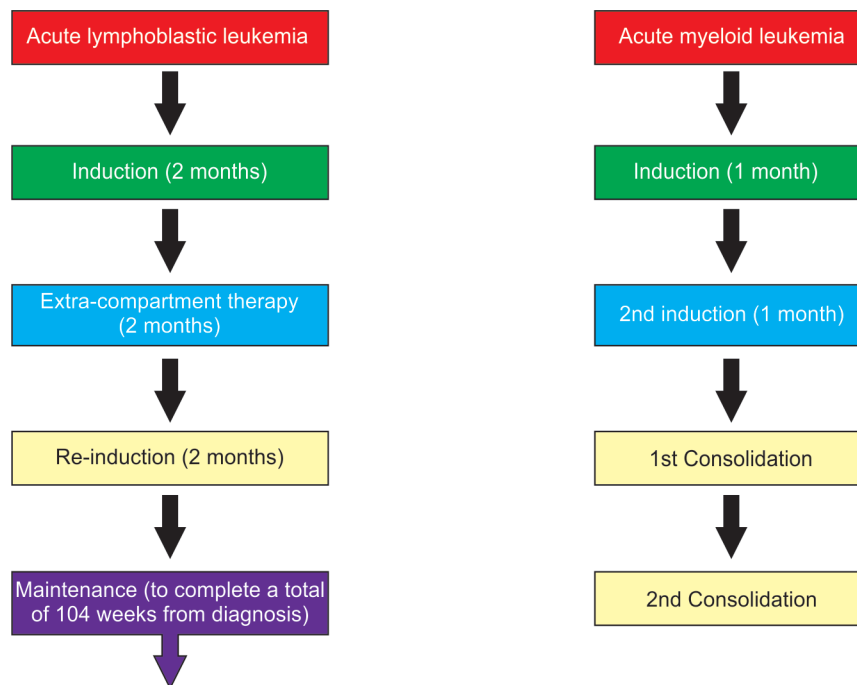 Acute lymphoblastic leukemia
Induction (2 months)
Extra-compartment therapy
(2 months)
Re-induction (2 months)
Maintenance (to complete a total
of 104 weeks from diagnosis)
Acute myeloid leukemia
Induction (1 month)
2nd induction (1 month)
1st Consolidation
2nd Consolidation